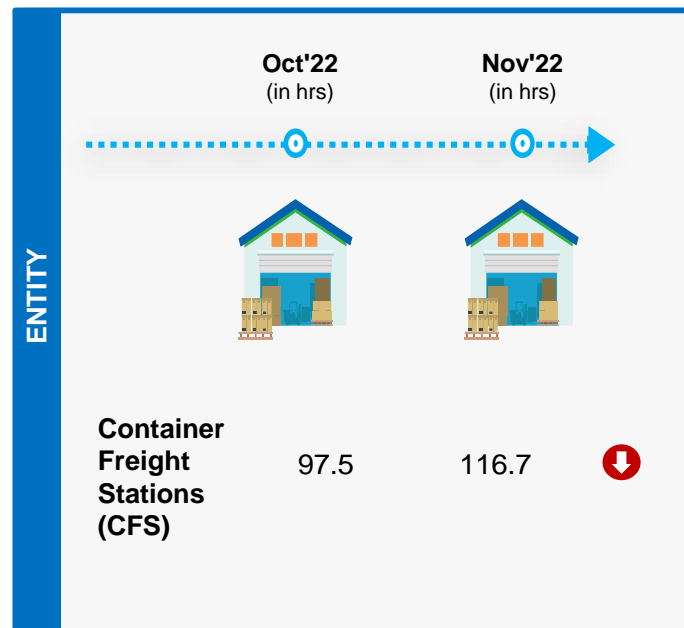 Oct'22
(in hrs)
Nov'22
(in hrs)
ENTITY
Container
Freight
Stations
(CFS)
97.5
116.7